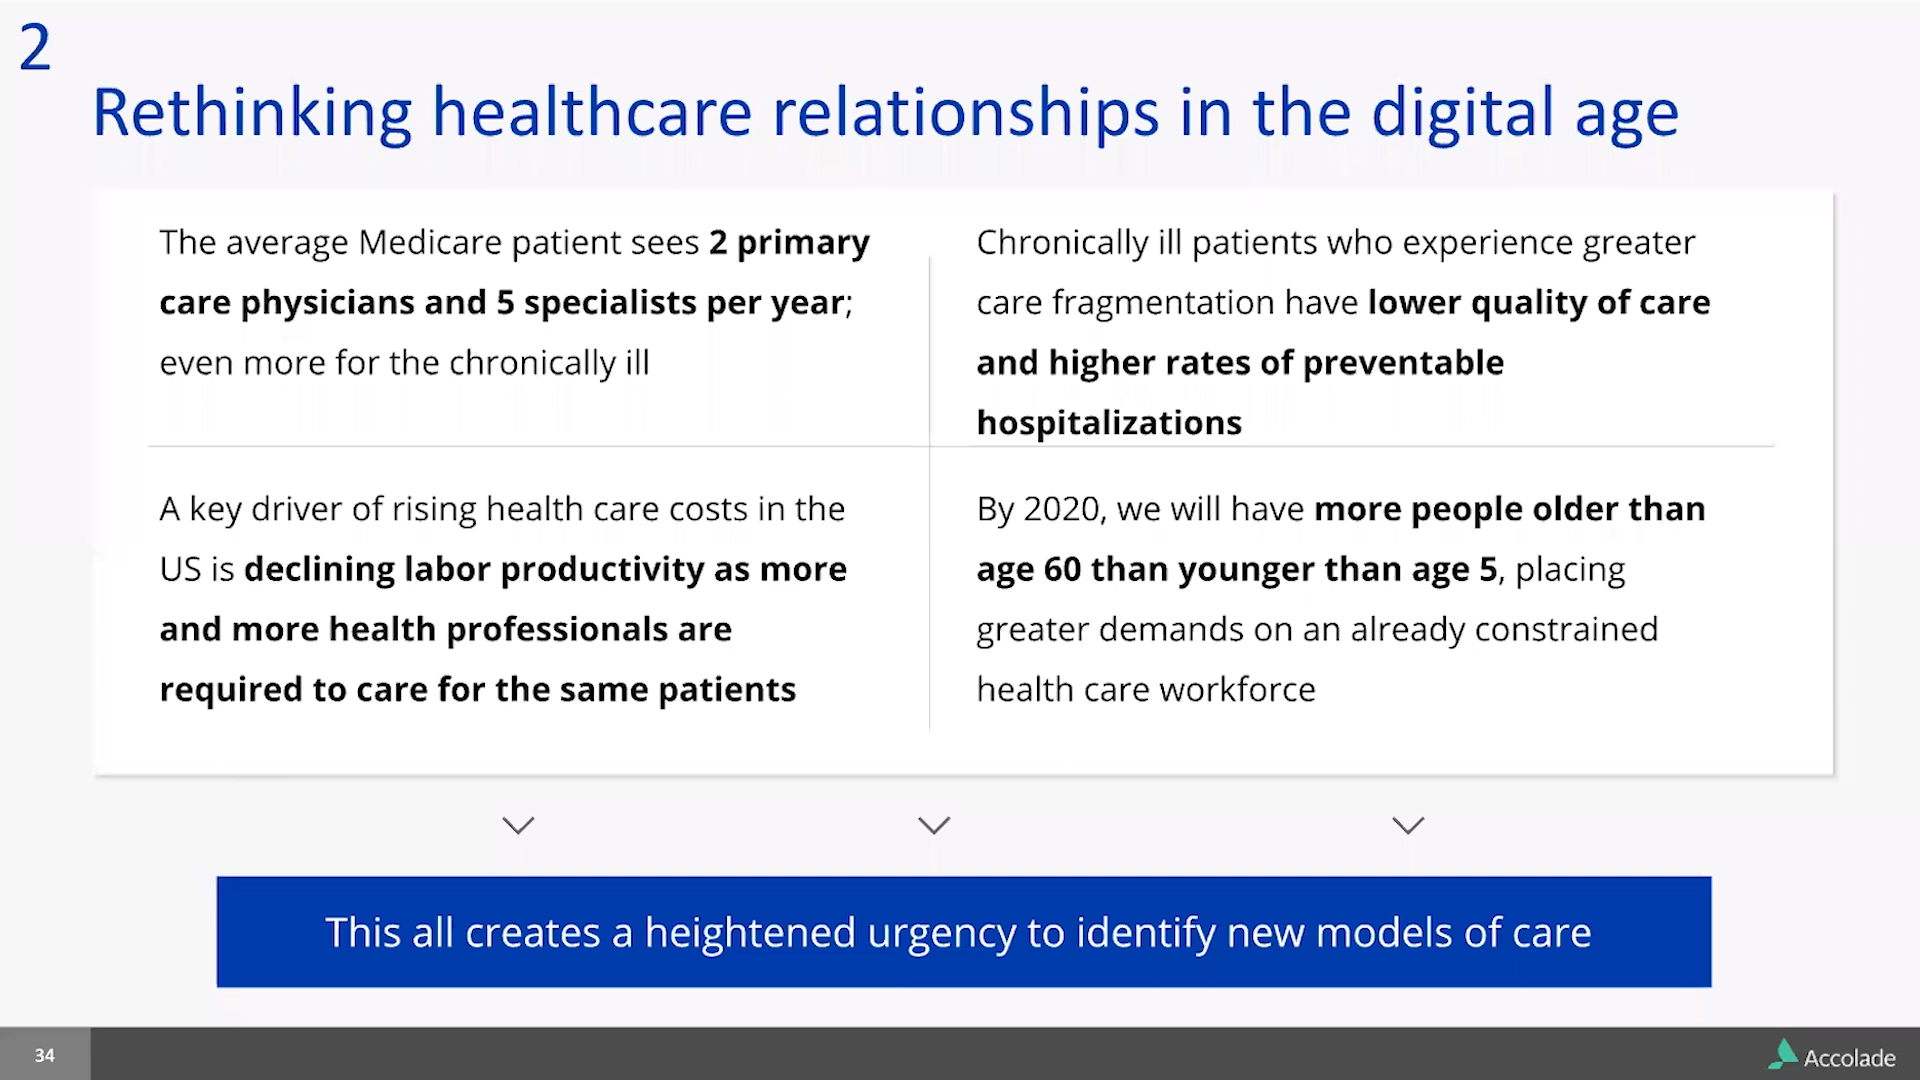 2
Rethinking healthcare relationships in the digital age
The average Medicare patient sees 2 primary
care physicians and 5 specialists per year;
even more for the chronically ill
Chronically ill patients who experience greater
care fragmentation have lower quality of care
and higher rates of preventable
hospitalizations
A key driver of rising health care costs in the
US is declining labor productivity as more
and more health professionals are
required to care for the same patients
By 2020, we will have more people older than
age 60 than younger than age 5, placing
greater demands on an already constrained
health care workforce
This all creates a heightened urgency to identify new models of care
34
Accolade